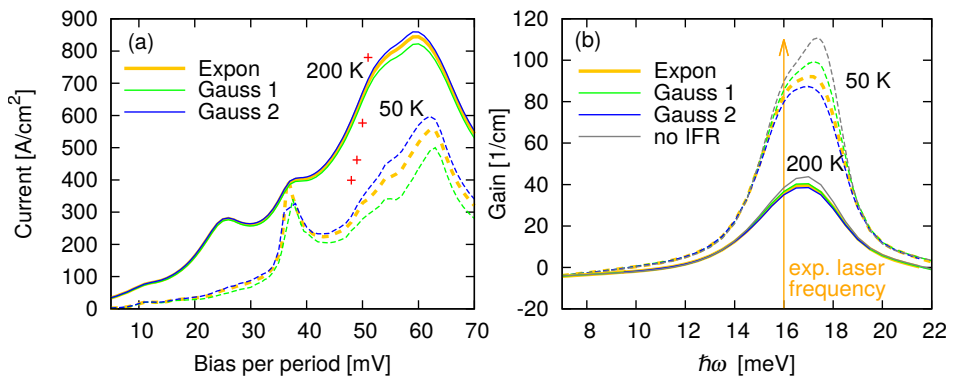 (a)
Current [A/cm²]
900
800
700
600
500
400
300
200
100
0
Expon
Gauss 1
Gauss 2
200 K
50 K
10 20 30 40 50 60 70
Bias per period [mV]
(b)
Gain [1/cm]
120
100
80
60
40
20
0
-20
Expon
Gauss 1
Gauss 2
no IFR
50 K
200 K
exp. laser
frequency
8 10 12 14 16 18 20 22
ℏω [meV]